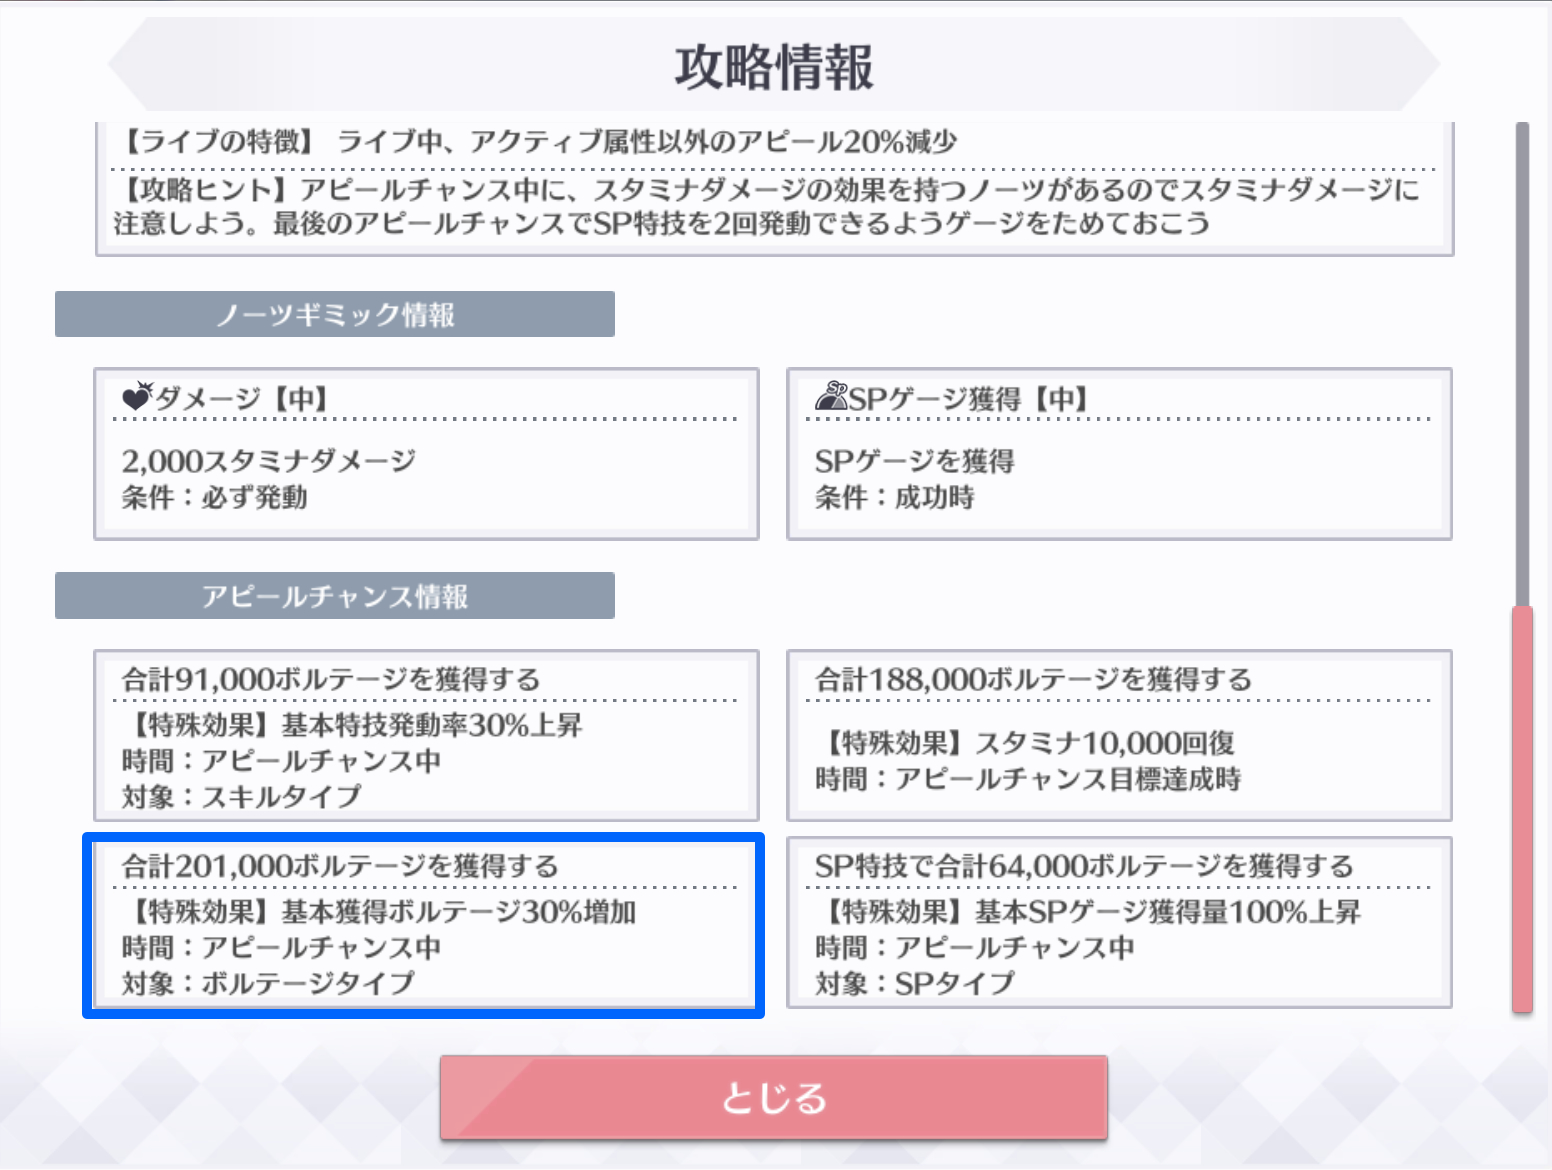 攻略情報
【ライブの特徴】 ライブ中、アクティブ属性以外のアピール20%減少
【攻略ヒント】アピールチャンス中に、スタミナダメージの効果を持つノーツがあるのでスタミナダメージに
注意しよう。最後のアピールチャンスでSP特技を2回発動できるようゲージをためておこう
ノーツギミック情報
ダメージ【中】
2,000スタミナダメージ
条件：必ず発動
SP
SPゲージ獲得【中】
SPゲージを獲得
条件：成功時
アピールチャンス情報
合計91,000ボルテージを獲得する
【特殊効果】基本特技発動率30%上昇
時間：アピールチャンス中
対象：スキルタイプ
合計188,000ボルテージを獲得する
【特殊効果】スタミナ10,000回復
時間：アピールチャンス目標達成時
合計201,000ボルテージを獲得する
【特殊効果】基本獲得ボルテージ30%増加
時間：アピールチャンス中
対象：ボルテージタイプ
SP特技で合計64,000ボルテージを獲得する
【特殊効果】基本SPゲージ獲得量100%上昇
時間：アピールチャンス中
対象：SPタイプ
とじる